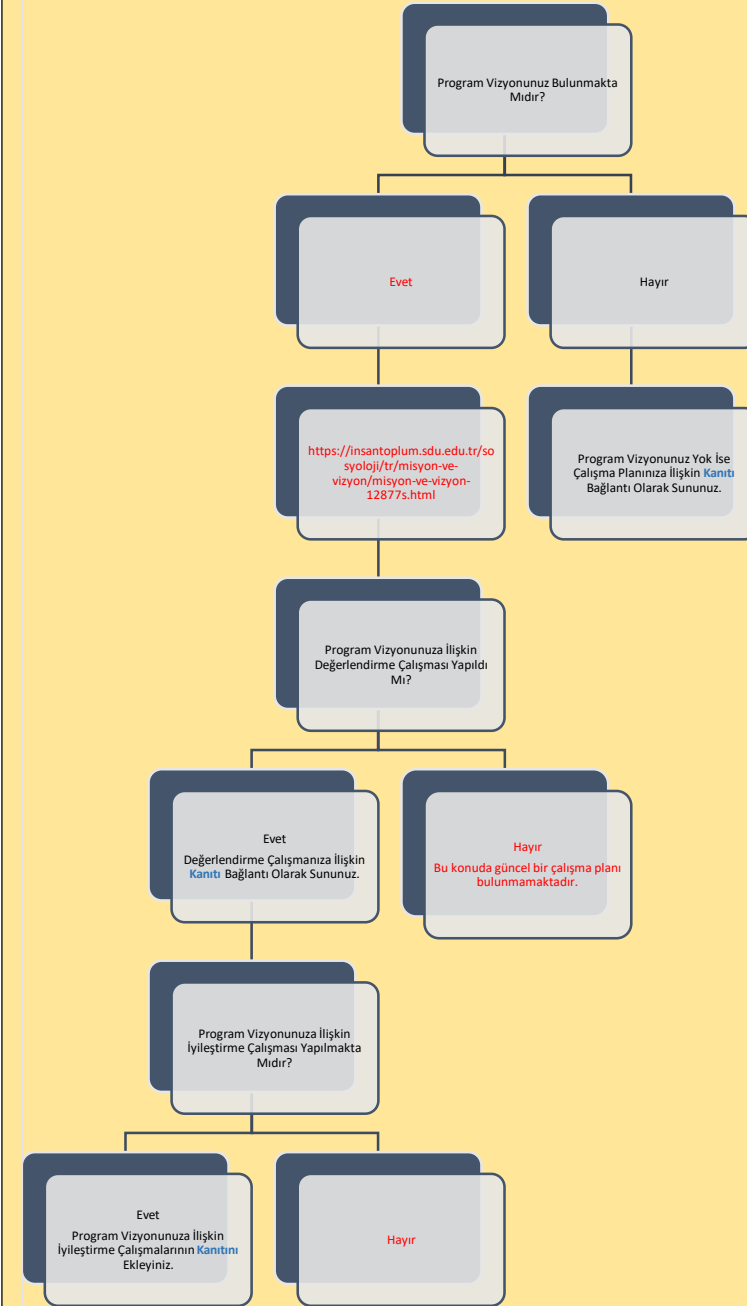 Program Vizyonunuz Bulunmakta
Mıdır?
Evet
Hayır
https://insantoplum.sdu.edu.tr/so
syoloji/tr/misyon-ve-
vizyon/misyon-ve-vizyon-
12877s.html
Program Vizyonunuz Yok İse
Çalışma Planınıza İlişkin Kanıtı
Bağlantı Olarak Sununuz.
Program Vizyonunuza İlişkin
Değerlendirme Çalışması Yapıldı
Mı?
Evet
Değerlendirme Çalışmanıza İlişkin
Kanıtı Bağlantı Olarak Sununuz.
Hayır
Bu konuda güncel bir çalışma planı
bulunmamaktadır.
Program Vizyonunuza İlişkin
İyileştirme Çalışması Yapılmakta
Mıdır?
Evet
Program Vizyonunuza İlişkin
İyileştirme Çalışmalarının Kanıtını
Ekleyiniz.
Hayır